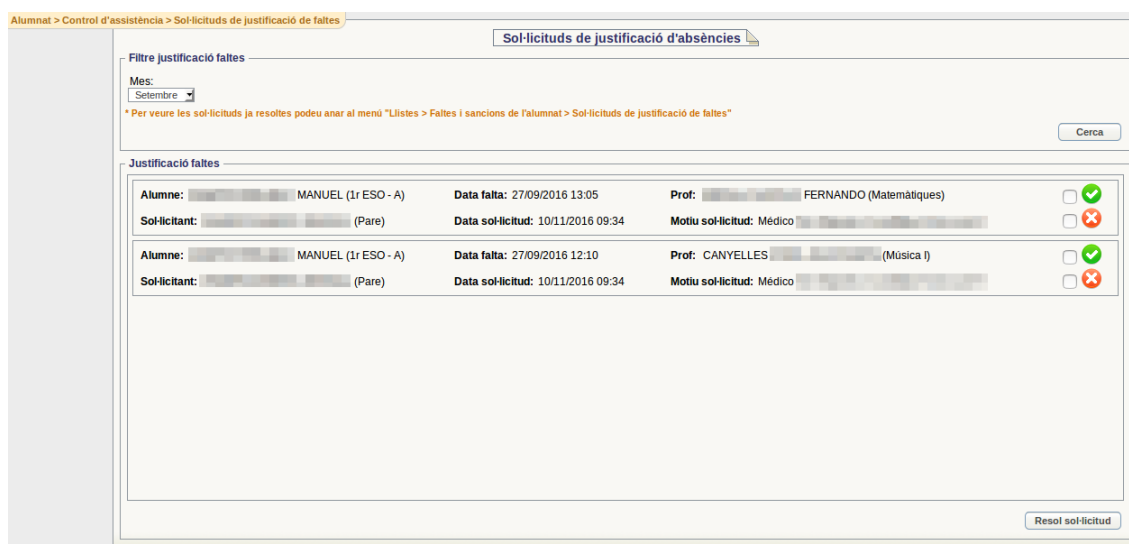 Alumnat > Control d'assistència > Sol·licituds de justificació de faltes
Sol·licituds de justificació d'absències
Filtre justificació faltes
Mes:
Setembre
* Per veure les sol·licituds ja resoltes podeu anar al menú "Llistes > Faltes i sancions de l'alumnat > Sol·licituds de justificació de faltes"
Cerca
Justificació faltes
Alumne: MANUEL (1r ESO - A) Data falta: 27/09/2016 13:05 Prof: FERNANDO (Matemàtiques)
Sol·licitant: (Pare) Data sol·licitud: 10/11/2016 09:34 Motiu sol·licitud: Médico
Alumne: MANUEL (1r ESO - A) Data falta: 27/09/2016 12:10 Prof: CANYELLES (Música I)
Sol·licitant: (Pare) Data sol·licitud: 10/11/2016 09:34 Motiu sol·licitud: Médico
Resol sol·licitud